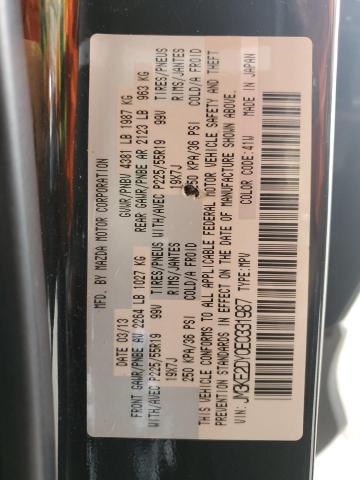 MFD. BY MAZDA MOTOR CORPORATION
DATE: 03/13 GVWR/PNBV 4381 LB 1987 KG
FRONT GAWR/PNBE AV 2264 LB 1027 KG REAR GAWR/PNBE AR 2123 LB 963 KG
WITH/AVEC P225/55R19 99V TIRES/PNEUS WITH/AVEC P225/55R19 99V TIRES/PNEUS
19X7J RIMS/JANTES 19X7J RIMS/JANTES
250 KPA/36 PSI COLD/A FROID 250 KPA/36 PSI COLD/A FROID
THIS VEHICLE CONFORMS TO ALL APPLICABLE FEDERAL MOTOR VEHICLE SAFETY AND THEFT
PREVENTION STANDARDS IN EFFECT ON THE DATE OF MANUFACTURE SHOWN ABOVE.
VIN: TYPE: MPV COLOR CODE: 41W MADE IN JAPAN